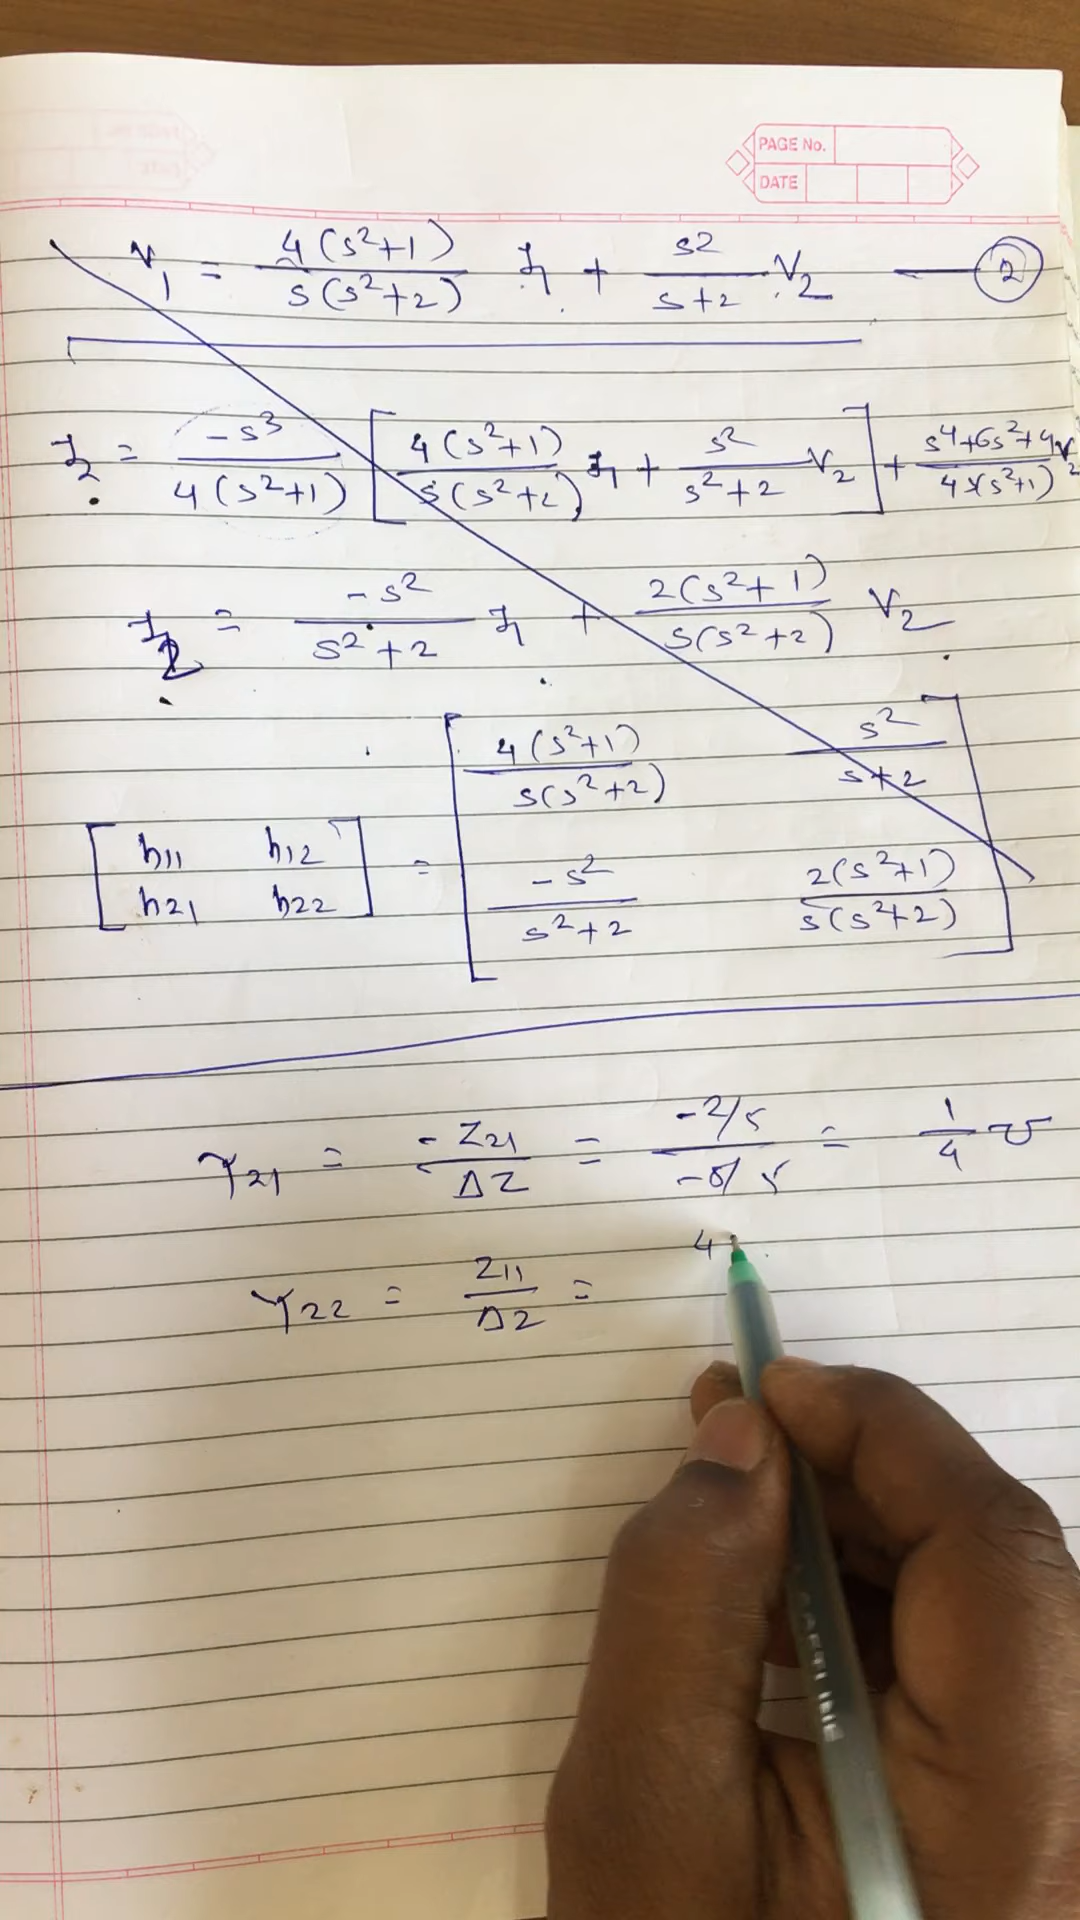 PAGE No.
DATE
V1 = 4(s²+1) / s(s²+2) I1 + s² / s+2 V2 — ②
I2 = -s³ / 4(s²+1) [ 4(s²+1) / s(s²+2) I1 + s² / s²+2 V2 ] + s⁴+6s²+4 / 4s(s²+1) V2
I2 = -s² / s²+2 I1 + 2(s²+1) / s(s²+2) V2
[ h11 h12 ; h21 h22 ] = [ 4(s²+1) / s(s²+2) s² / s+2 ; -s² / s²+2 2(s²+1) / s(s²+2) ]
Y21 = -Z21 / ΔZ = -2/5 / -8/5 = 1/4 ℧
Y22 = Z11 / ΔZ = 4